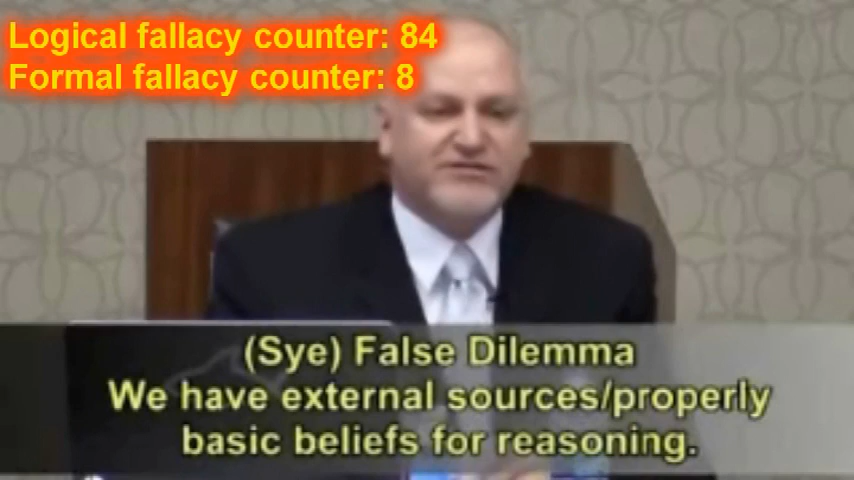 Logical fallacy counter: 84
Formal fallacy counter: 8
(Sye) False Dilemma
We have external sources/properly
basic beliefs for reasoning.